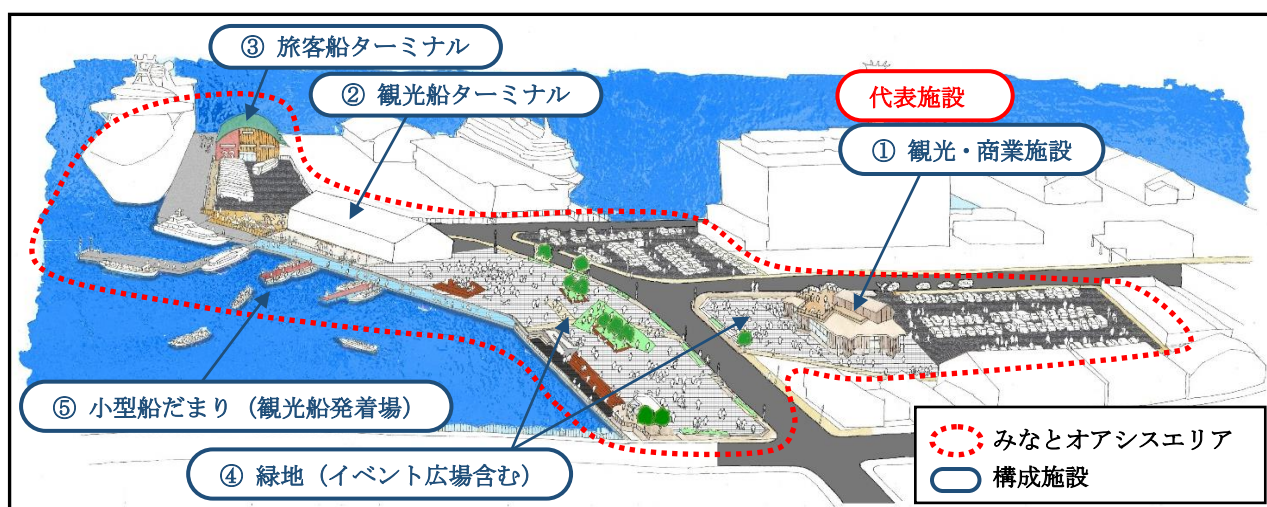 ③ 旅客船ターミナル
② 観光船ターミナル
代表施設
① 観光・商業施設
⑤ 小型船だまり（観光船発着場）
④ 緑地（イベント広場含む）
みなとオアシスエリア
構成施設